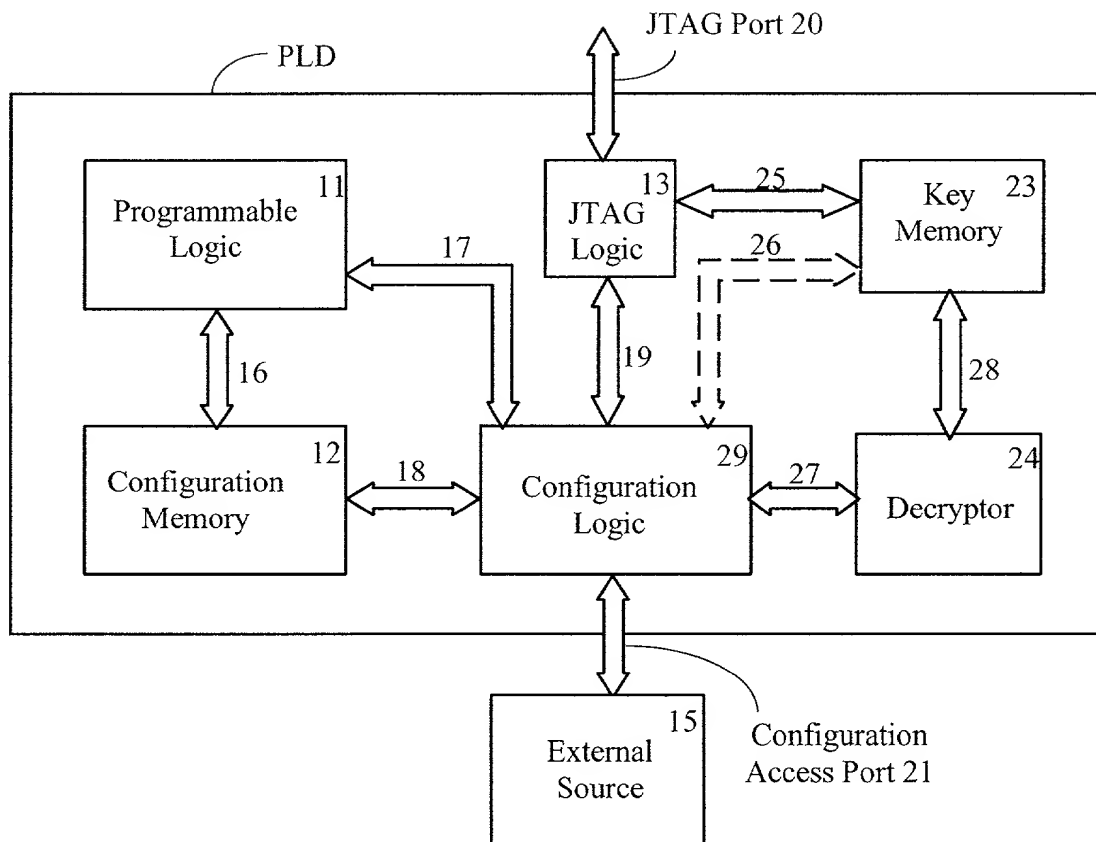 JTAG Port 20
PLD
11
Programmable
Logic
13
JTAG
Logic
25
23
Key
Memory
17
26
16
19
28
12
Configuration
Memory
18
29
Configuration
Logic
27
24
Decryptor
15
External
Source
Configuration
Access Port 21